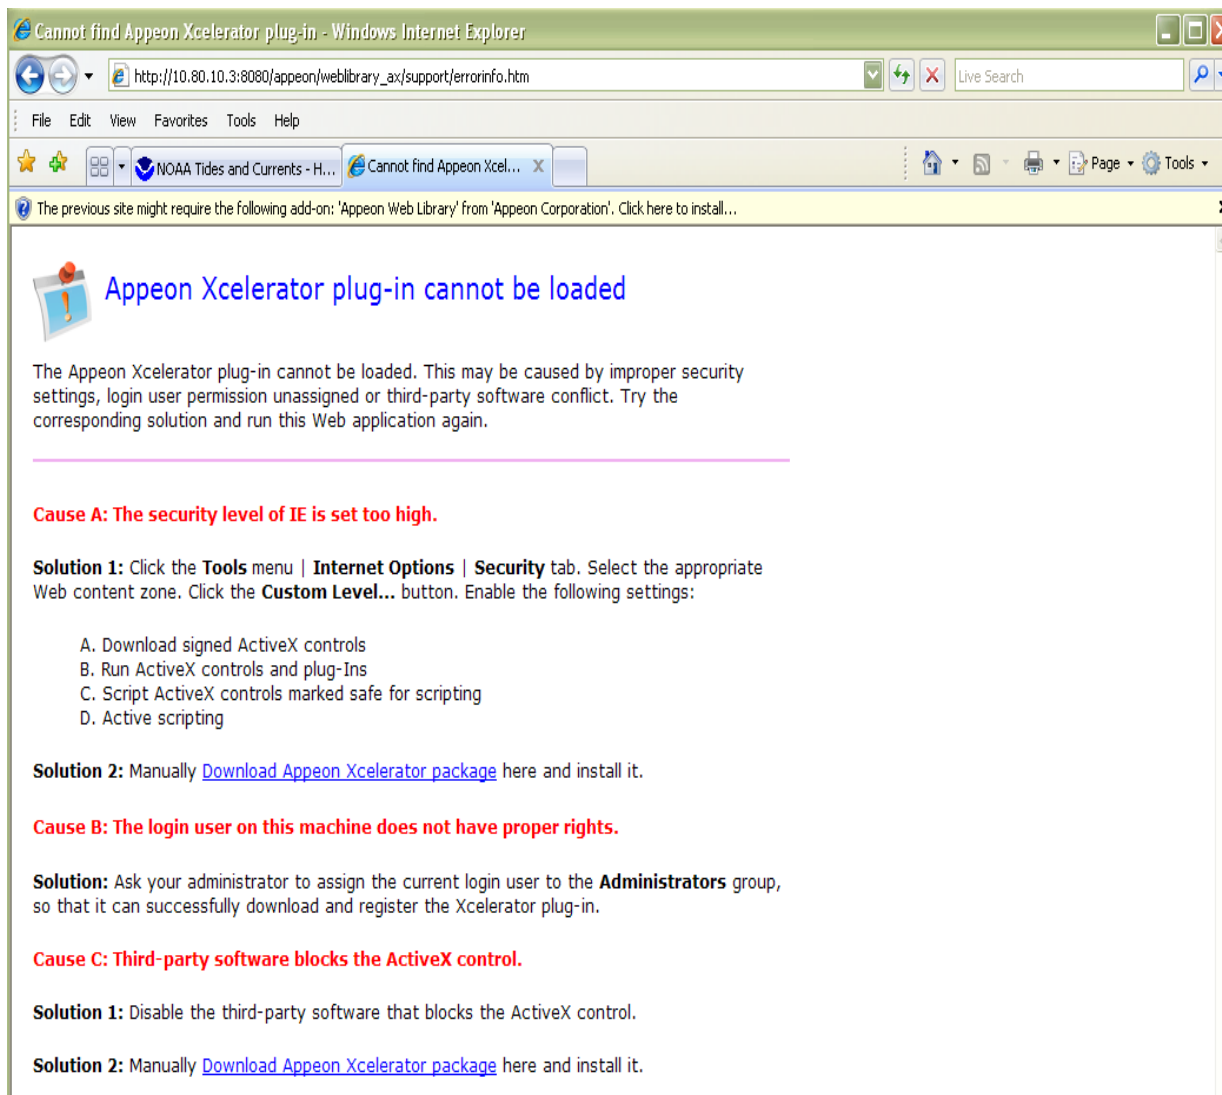 Cannot find Appeon Xcelerator plug-in - Windows Internet Explorer
http://10.80.10.3:8080/appeon/weblibrary_ax/support/errorinfo.htm
Live Search
File Edit View Favorites Tools Help
NOAA Tides and Currents - H... Cannot find Appeon Xcel... X
Page Tools
The previous site might require the following add-on: 'Appeon Web Library' from 'Appeon Corporation'. Click here to install...
Appeon Xcelerator plug-in cannot be loaded
The Appeon Xcelerator plug-in cannot be loaded. This may be caused by improper security
settings, login user permission unassigned or third-party software conflict. Try the
corresponding solution and run this Web application again.
Cause A: The security level of IE is set too high.
Solution 1: Click the Tools menu | Internet Options | Security tab. Select the appropriate
Web content zone. Click the Custom Level... button. Enable the following settings:
A. Download signed ActiveX controls
B. Run ActiveX controls and plug-Ins
C. Script ActiveX controls marked safe for scripting
D. Active scripting
Solution 2: Manually Download Appeon Xcelerator package here and install it.
Cause B: The login user on this machine does not have proper rights.
Solution: Ask your administrator to assign the current login user to the Administrators group,
so that it can successfully download and register the Xcelerator plug-in.
Cause C: Third-party software blocks the ActiveX control.
Solution 1: Disable the third-party software that blocks the ActiveX control.
Solution 2: Manually Download Appeon Xcelerator package here and install it.